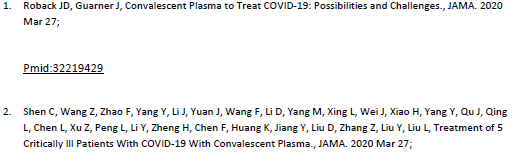 1. Roback JD, Guarner J, Convalescent Plasma to Treat COVID-19: Possibilities and Challenges., JAMA. 2020
Mar 27;
Pmid:32219429
2. Shen C, Wang Z, Zhao F, Yang Y, Li J, Yuan J, Wang F, Li D, Yang M, Xing L, Wei J, Xiao H, Yang Y, Qu J, Qing
L, Chen L, Xu Z, Peng L, Li Y, Zheng H, Chen F, Huang K, Jiang Y, Liu D, Zhang Z, Liu Y, Liu L, Treatment of 5
Critically Ill Patients With COVID-19 With Convalescent Plasma., JAMA. 2020 Mar 27;